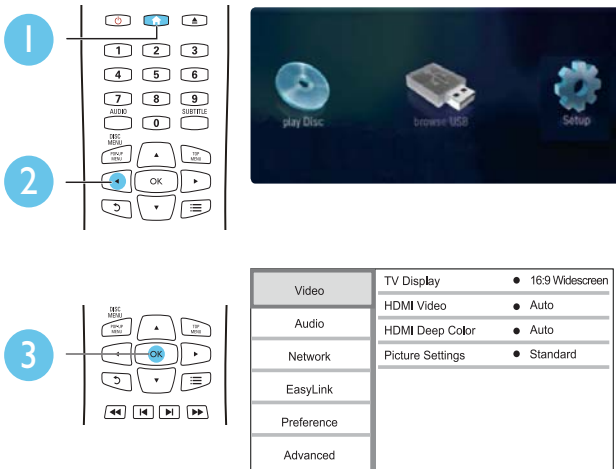 1
1 2 3
4 5 6
7 8 9
AUDIO SUBTITLE
0
DISC MENU
POP-UP MENU
TOP MENU
2
OK
play Disc
browse USB
Setup
DISC MENU
POP-UP MENU
TOP MENU
3
OK
Video
Audio
Network
EasyLink
Preference
Advanced
TV Display ● 16:9 Widescreen
HDMI Video ● Auto
HDMI Deep Color ● Auto
Picture Settings ● Standard